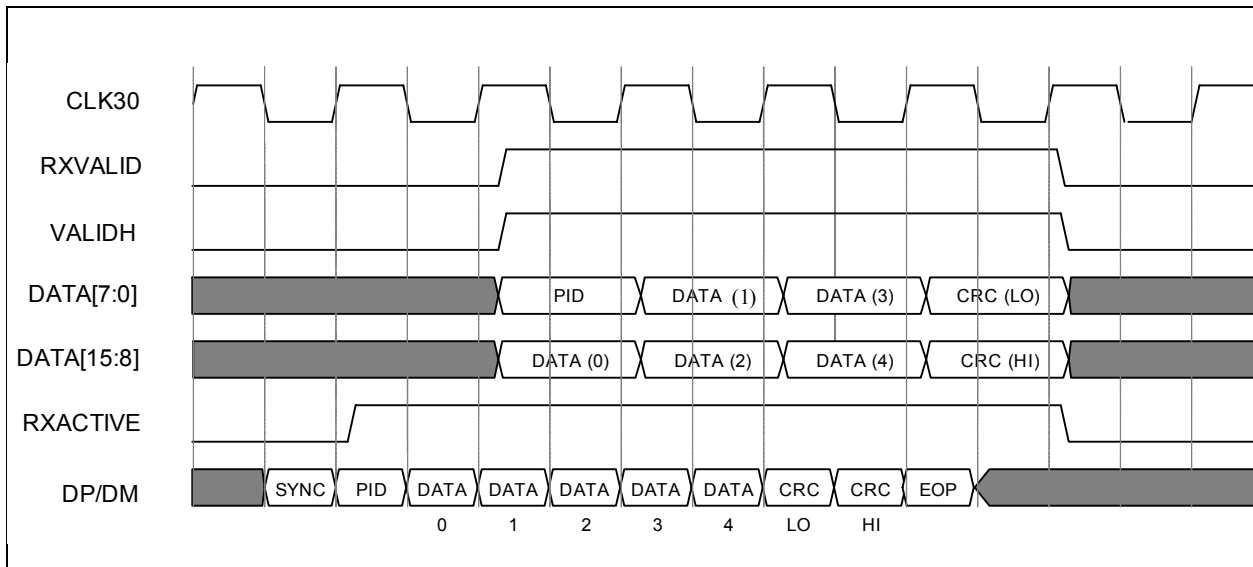 CLK30
RXVALID
VALIDH
DATA[7:0] PID DATA (1) DATA (3) CRC (LO)
DATA[15:8] DATA (0) DATA (2) DATA (4) CRC (HI)
RXACTIVE
DP/DM SYNC PID DATA DATA DATA DATA DATA CRC CRC EOP
0 1 2 3 4 LO HI